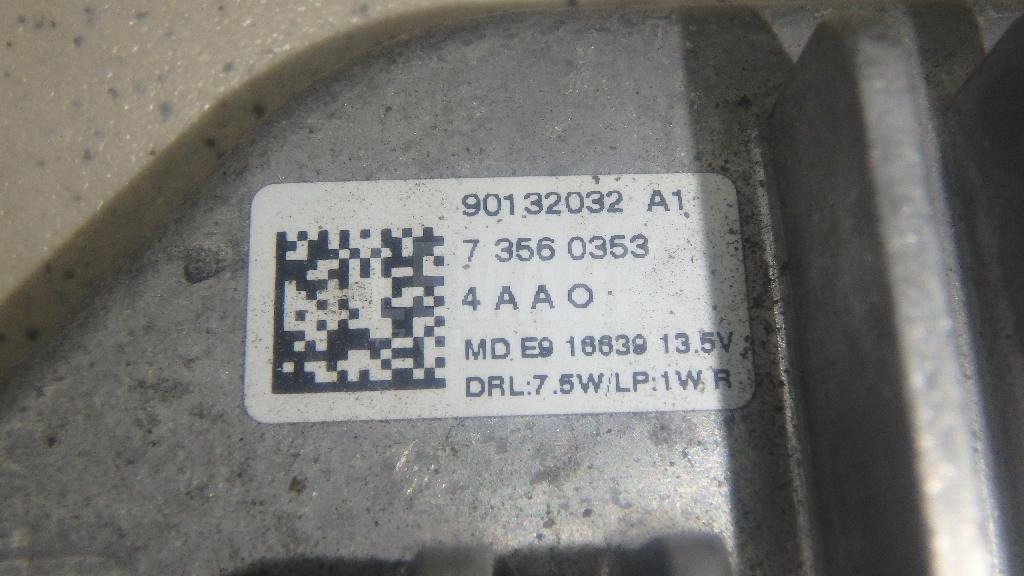 90132032 A1
7 356 0353
4 A A O
MD E9 16639 13.5V
DRL:7.5W/LP:1W R